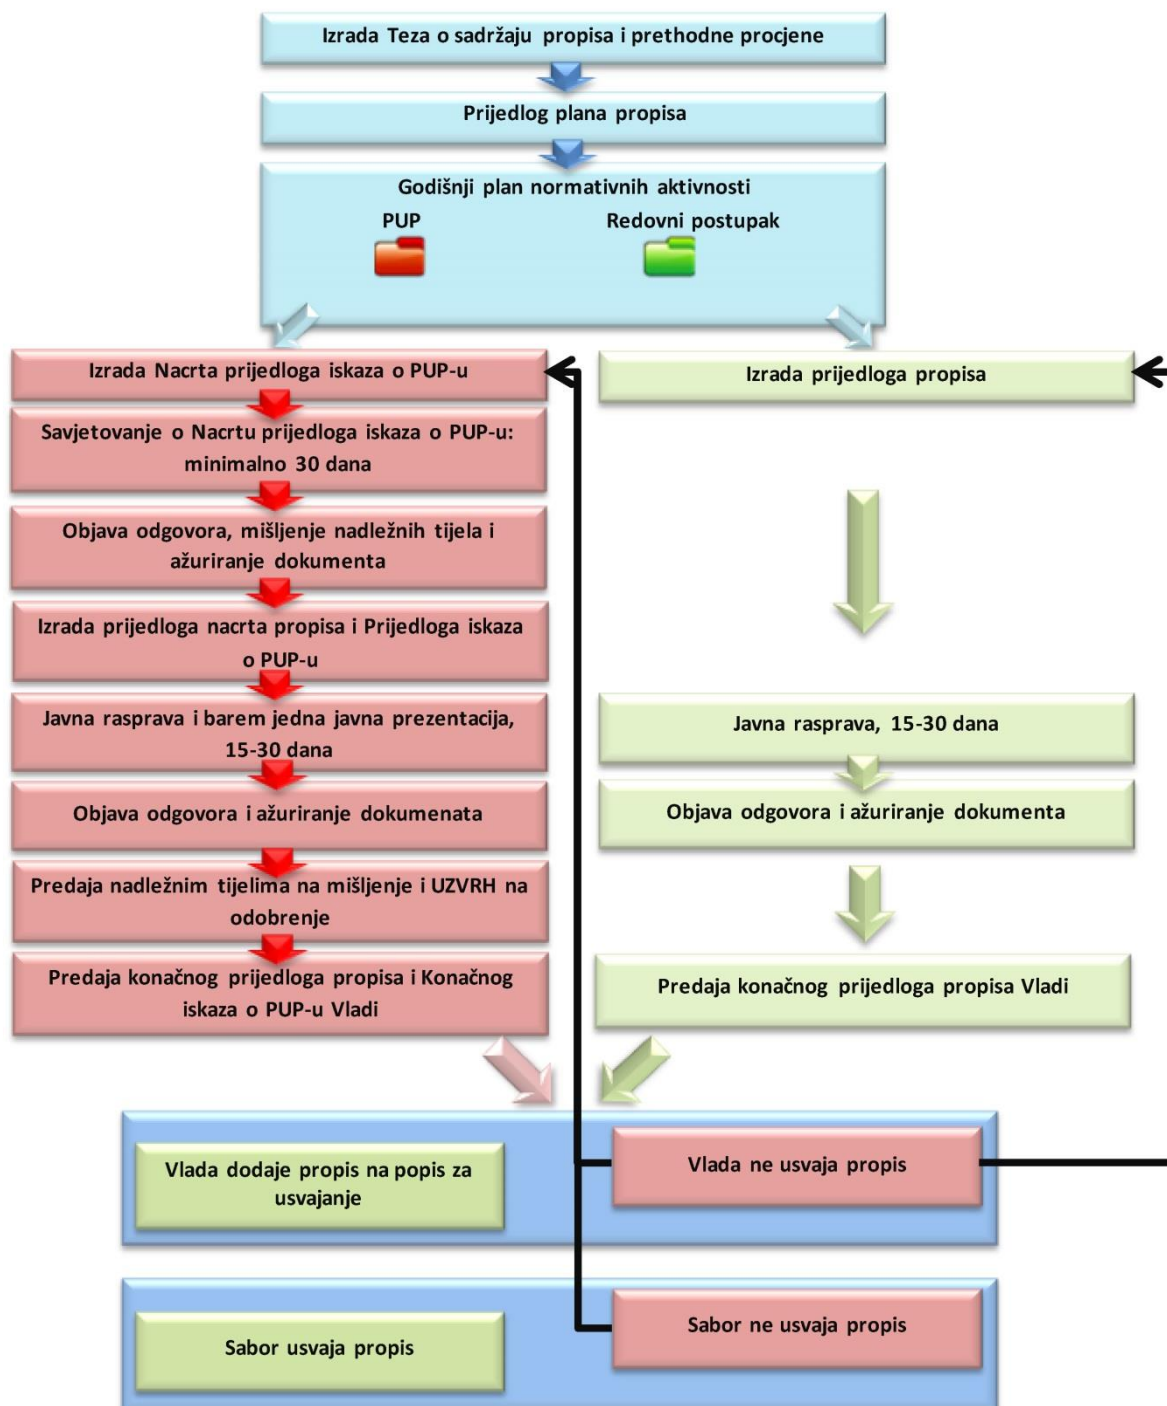 Izrada Teza o sadržaju propisa i prethodne procjene
Prijedlog plana propisa
Godišnji plan normativnih aktivnosti
PUP
Redovni postupak
Izrada Nacrta prijedloga iskaza o PUP-u
Savjetovanje o Nacrtu prijedloga iskaza o PUP-u:
minimalno 30 dana
Objava odgovora, mišljenje nadležnih tijela i
ažuriranje dokumenta
Izrada prijedloga nacrta propisa i Prijedloga iskaza
o PUP-u
Javna rasprava i barem jedna javna prezentacija,
15-30 dana
Objava odgovora i ažuriranje dokumenata
Predaja nadležnim tijelima na mišljenje i UZVRH na
odobrenje
Predaja konačnog prijedloga propisa i Konačnog
iskaza o PUP-u Vladi
Izrada prijedloga propisa
Javna rasprava, 15-30 dana
Objava odgovora i ažuriranje dokumenta
Predaja konačnog prijedloga propisa Vladi
Vlada dodaje propis na popis za
usvajanje
Vlada ne usvaja propis
Sabor usvaja propis
Sabor ne usvaja propis